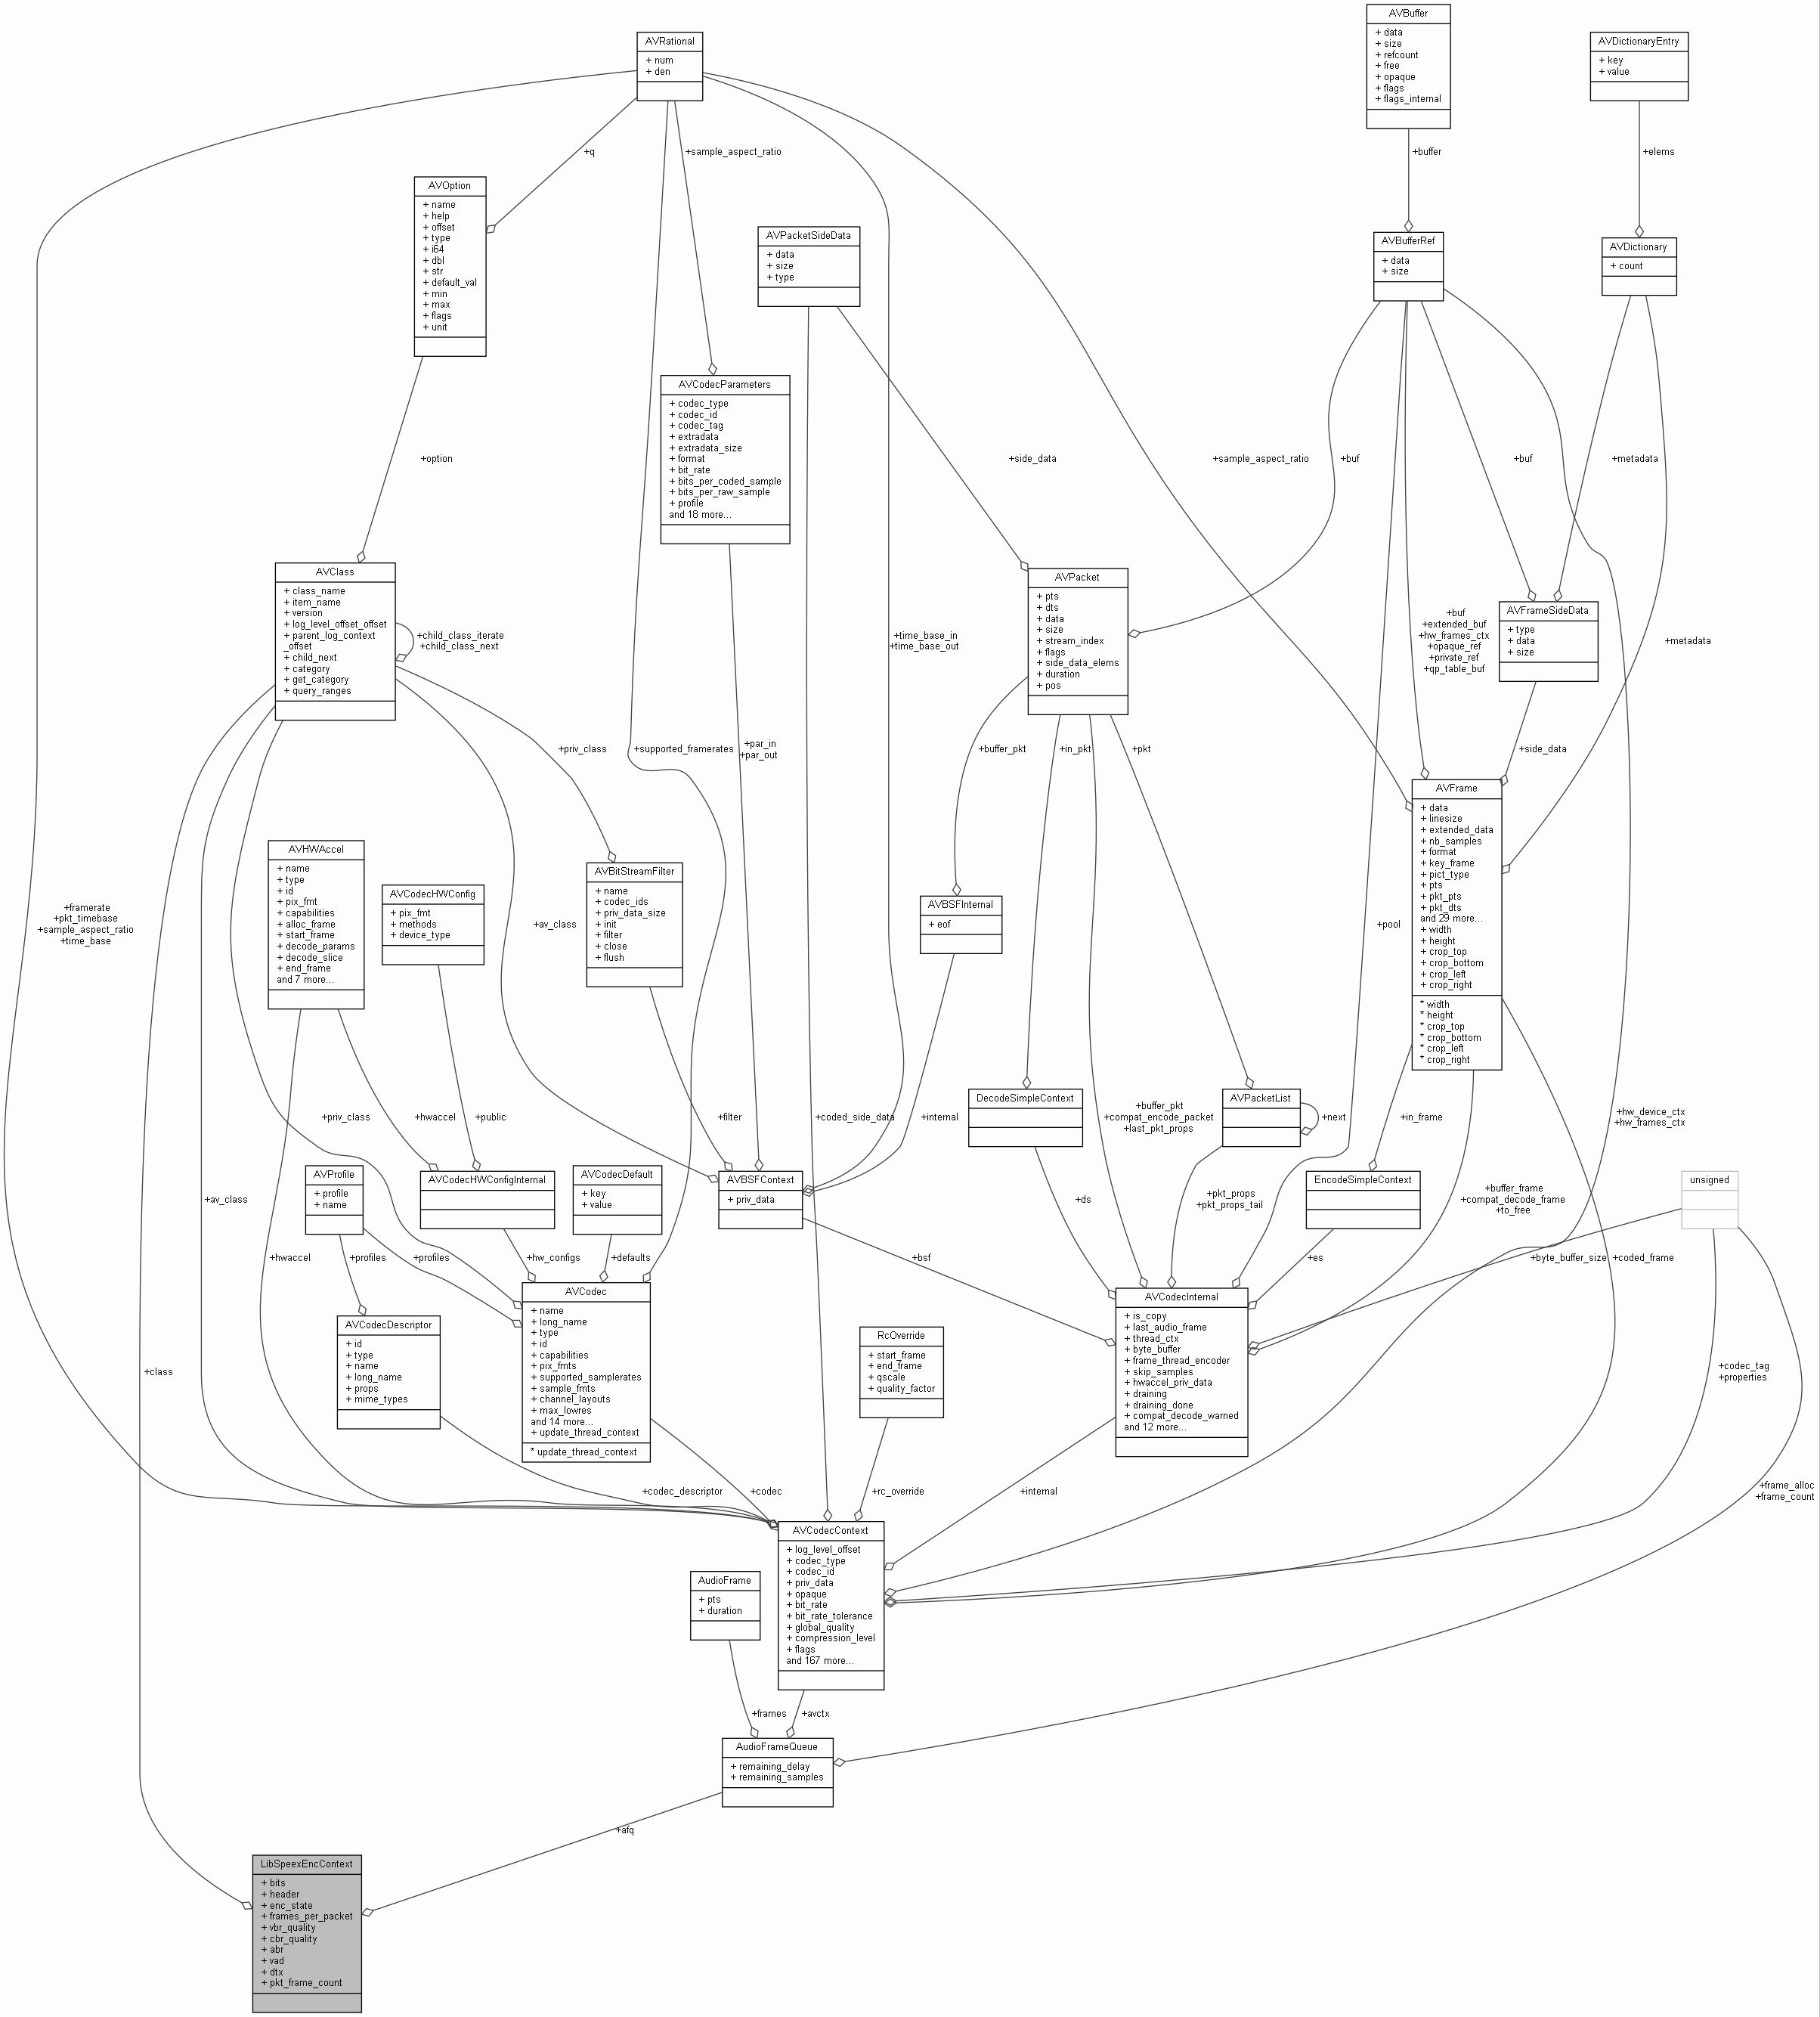 AVBuffer
+ data
+ size
+ refcount
+ free
+ opaque
+ flags
+ flags_internal
AVRational
+ num
+ den
AVDictionaryEntry
+ key
+ value
+q
+sample_aspect_ratio
+buffer
+elems
AVOption
+ name
+ help
+ offset
+ type
+ i64
+ dbl
+ str
+ default_val
+ min
+ max
+ flags
+ unit
AVPacketSideData
+ data
+ size
+ type
AVBufferRef
+ data
+ size
AVDictionary
+ count
AVCodecParameters
+ codec_type
+ codec_id
+ codec_tag
+ extradata
+ extradata_size
+ format
+ bit_rate
+ bits_per_coded_sample
+ bits_per_raw_sample
+ profile
and 18 more...
+option
+side_data
+sample_aspect_ratio
+buf
+buf
+metadata
AVClass
+ class_name
+ item_name
+ version
+ log_level_offset_offset
+ parent_log_context
_offset
+ child_next
+ category
+ get_category
+ query_ranges
+child_class_iterate
+child_class_next
+time_base_in
+time_base_out
AVPacket
+ pts
+ dts
+ data
+ size
+ stream_index
+ flags
+ side_data_elems
+ duration
+ pos
+buf
+extended_buf
+hw_frames_ctx
+opaque_ref
+private_ref
+qp_table_buf
AVFrameSideData
+ type
+ data
+ size
+metadata
+priv_class
+supported_framerates
+par_in
+par_out
+buffer_pkt
+in_pkt
+pkt
+side_data
AVFrame
+ data
+ linesize
+ extended_data
+ nb_samples
+ format
+ key_frame
+ pict_type
+ pts
+ pkt_pts
+ pkt_dts
and 29 more...
+ width
+ height
+ crop_top
+ crop_bottom
+ crop_left
+ crop_right
* width
* height
* crop_top
* crop_bottom
* crop_left
* crop_right
+framerate
+pkt_timebase
+sample_aspect_ratio
+time_base
AVHWAccel
+ name
+ type
+ id
+ pix_fmt
+ capabilities
+ alloc_frame
+ start_frame
+ decode_params
+ decode_slice
+ end_frame
and 7 more...
AVCodecHWConfig
+ pix_fmt
+ methods
+ device_type
+av_class
AVBitStreamFilter
+ name
+ codec_ids
+ priv_data_size
+ init
+ filter
+ close
+ flush
AVBSFInternal
+ eof
+pool
DecodeSimpleContext
AVPacketList
+next
+priv_class
+hwaccel
+public
+filter
+coded_side_data
+internal
+buffer_pkt
+compat_encode_packet
+last_pkt_props
+in_frame
+hw_device_ctx
+hw_frames_ctx
AVProfile
+ profile
+ name
AVCodecHWConfigInternal
AVCodecDefault
+ key
+ value
AVBSFContext
+ priv_data
+av_class
+ds
+pkt_props
+pkt_props_tail
EncodeSimpleContext
+buffer_frame
+compat_decode_frame
+to_free
unsigned
+hwaccel
+profiles
+profiles
+hw_configs
+defaults
+bsf
+es
+byte_buffer_size
+coded_frame
AVCodecDescriptor
+ id
+ type
+ name
+ long_name
+ props
+ mime_types
AVCodec
+ name
+ long_name
+ type
+ id
+ capabilities
+ pix_fmts
+ supported_samplerates
+ sample_fmts
+ channel_layouts
+ max_lowres
and 14 more...
+ update_thread_context
* update_thread_context
RcOverride
+ start_frame
+ end_frame
+ qscale
+ quality_factor
AVCodecInternal
+ is_copy
+ last_audio_frame
+ thread_ctx
+ byte_buffer
+ frame_thread_encoder
+ skip_samples
+ hwaccel_priv_data
+ draining
+ draining_done
+ compat_decode_warned
and 12 more...
+class
+codec_tag
+properties
+codec_descriptor
+codec
+rc_override
+internal
+frame_alloc
+frame_count
AVCodecContext
+ log_level_offset
+ codec_type
+ codec_id
+ priv_data
+ opaque
+ bit_rate
+ bit_rate_tolerance
+ global_quality
+ compression_level
+ flags
and 167 more...
AudioFrame
+ pts
+ duration
+frames
+avctx
AudioFrameQueue
+ remaining_delay
+ remaining_samples
+afq
LibSpeexEncContext
+ bits
+ header
+ enc_state
+ frames_per_packet
+ vbr_quality
+ cbr_quality
+ abr
+ vad
+ dtx
+ pkt_frame_count